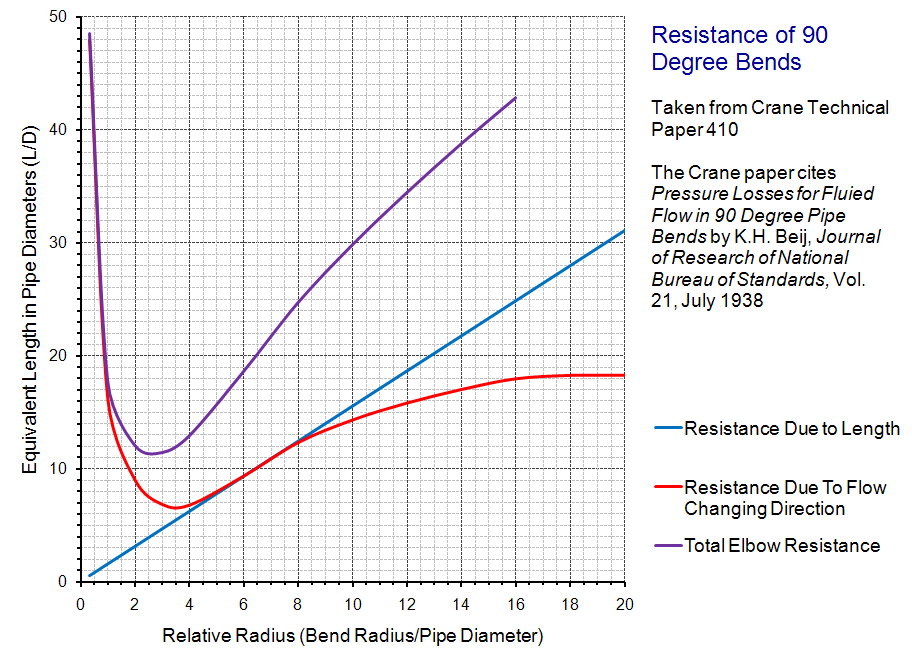 Resistance of 90
Degree Bends
Taken from Crane Technical
Paper 410
The Crane paper cites
Pressure Losses for Fluied
Flow in 90 Degree Pipe
Bends by K.H. Beij, Journal
of Research of National
Bureau of Standards, Vol.
21, July 1938
Equivalent Length in Pipe Diameters (L/D)
50
40
30
20
10
0
0 2 4 6 8 10 12 14 16 18 20
Relative Radius (Bend Radius/Pipe Diameter)
Resistance Due to Length
Resistance Due To Flow
Changing Direction
Total Elbow Resistance